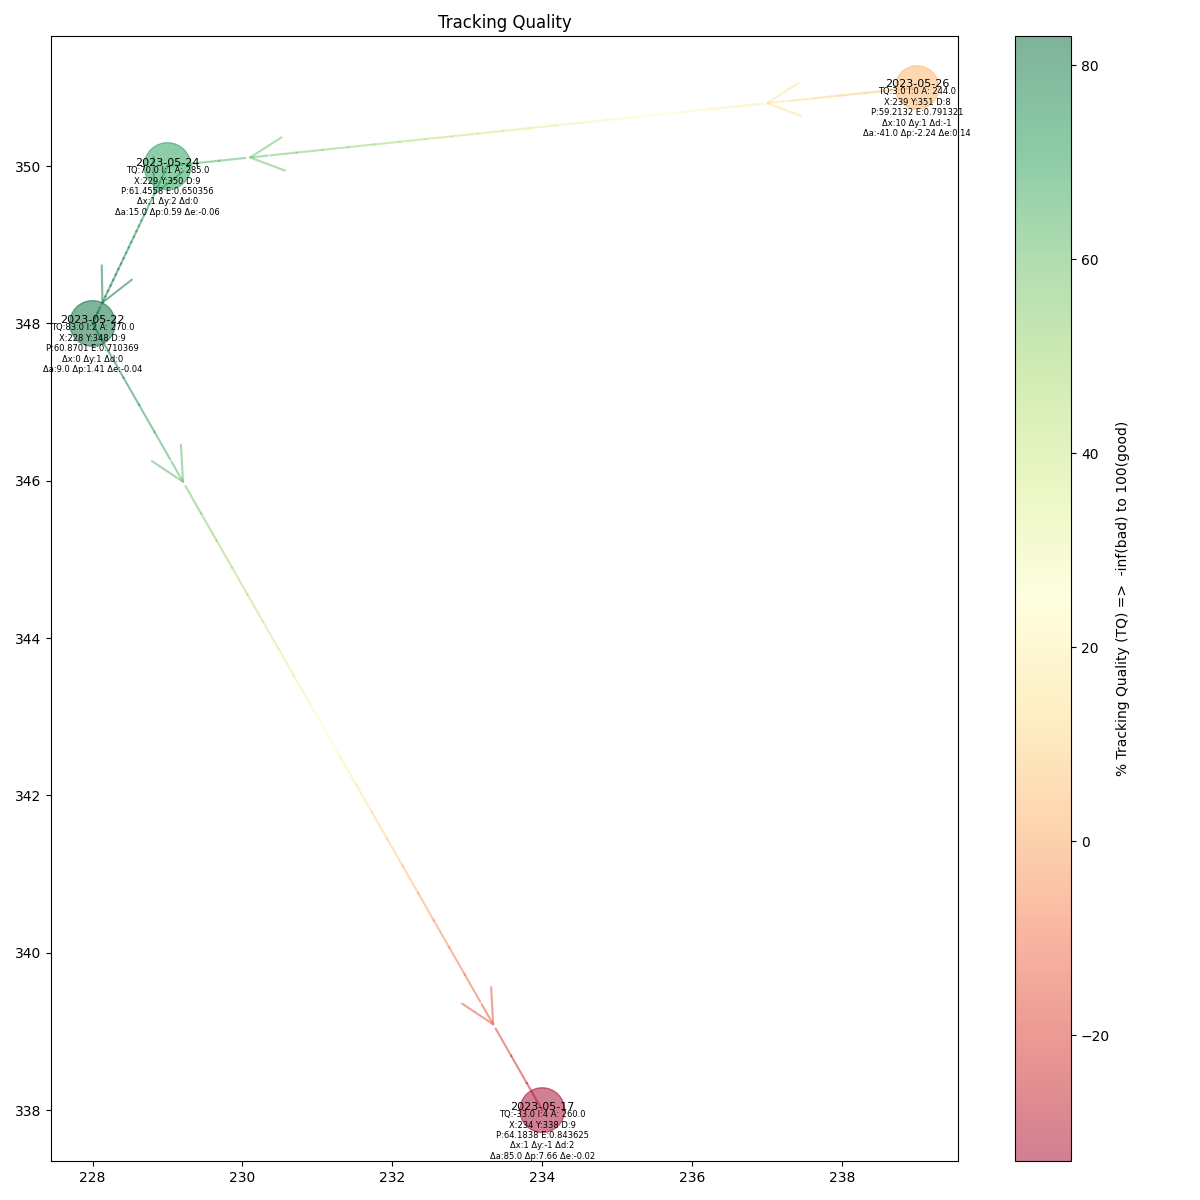 Tracking Quality
2023-05-26
TQ:3.0 I:0 A: 244.0
X:239 Y:351 D:8
P:59.2132 E:0.791321
Δx:10 Δy:1 Δd:-1
Δa:-41.0 Δp:-2.24 Δe:0.14
2023-05-24
TQ:70.0 I:1 A: 285.0
X:229 Y:350 D:9
P:61.4558 E:0.650356
Δx:1 Δy:2 Δd:0
Δa:15.0 Δp:0.59 Δe:-0.06
2023-05-22
TQ:83.0 I:2 A: 270.0
X:228 Y:348 D:9
P:60.8701 E:0.710369
Δx:0 Δy:1 Δd:0
Δa:9.0 Δp:1.41 Δe:-0.04
2023-05-17
TQ:-33.0 I:4 A: 260.0
X:234 Y:338 D:9
P:64.1838 E:0.843625
Δx:1 Δy:-1 Δd:2
Δa:85.0 Δp:7.66 Δe:-0.02
350
348
346
344
342
340
338
228
230
232
234
236
238
80
60
40
20
0
−20
% Tracking Quality (TQ) => -inf(bad) to 100(good)